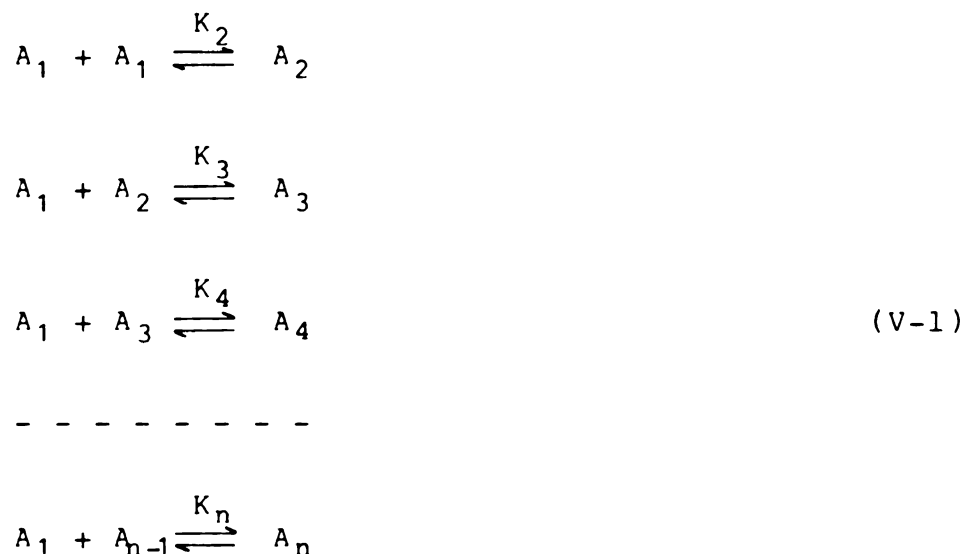 K₂
A₁ + A₁ ⇌ A₂
K₃
A₁ + A₂ ⇌ A₃
K₄
A₁ + A₃ ⇌ A₄ (V-1)
- - - - - - - -
Kₙ
A₁ + Aₙ₋₁ ⇌ Aₙ